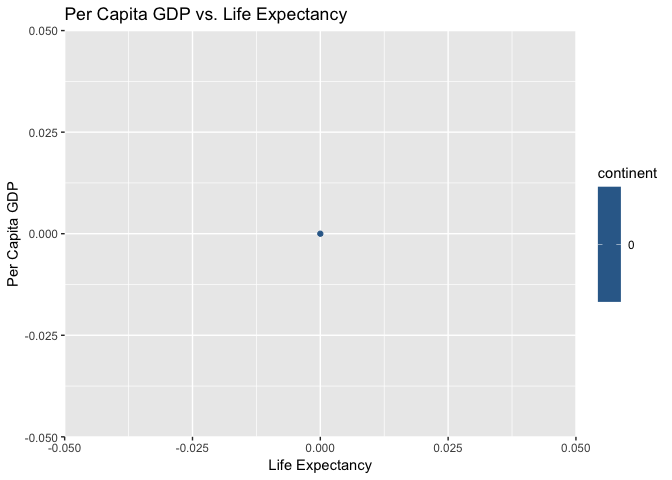 Per Capita GDP vs. Life Expectancy
0.050
0.025
0.000
-0.025
-0.050
Per Capita GDP
-0.050
-0.025
0.000
0.025
0.050
Life Expectancy
continent
0